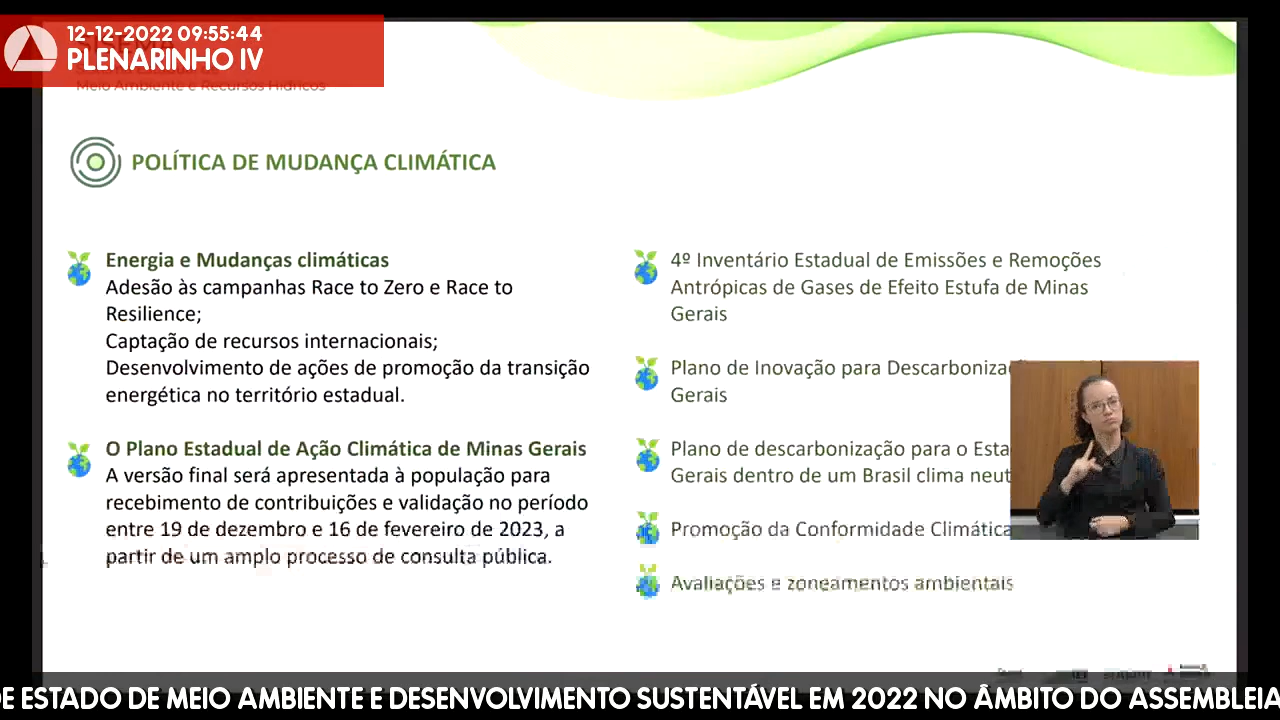 12-12-2022 09:55:44
PLENARINHO IV
Meio Ambiente e Recursos Hídricos
POLÍTICA DE MUDANÇA CLIMÁTICA
Energia e Mudanças climáticas
Adesão às campanhas Race to Zero e Race to
Resilience;
Captação de recursos internacionais;
Desenvolvimento de ações de promoção da transição
energética no território estadual.
O Plano Estadual de Ação Climática de Minas Gerais
A versão final será apresentada à população para
recebimento de contribuições e validação no período
entre 19 de dezembro e 16 de fevereiro de 2023, a
partir de um amplo processo de consulta pública.
4º Inventário Estadual de Emissões e Remoções
Antrópicas de Gases de Efeito Estufa de Minas
Gerais
Plano de Inovação para
Gerais
Plano de descarbonização para o
Gerais dentro de um Brasil clima
Promoção da Conformidade Climática
Avaliações e zoneamentos ambientais
DE ESTADO DE MEIO AMBIENTE E DESENVOLVIMENTO SUSTENTÁVEL EM 2022 NO ÂMBITO DO ASSEMBLEIA